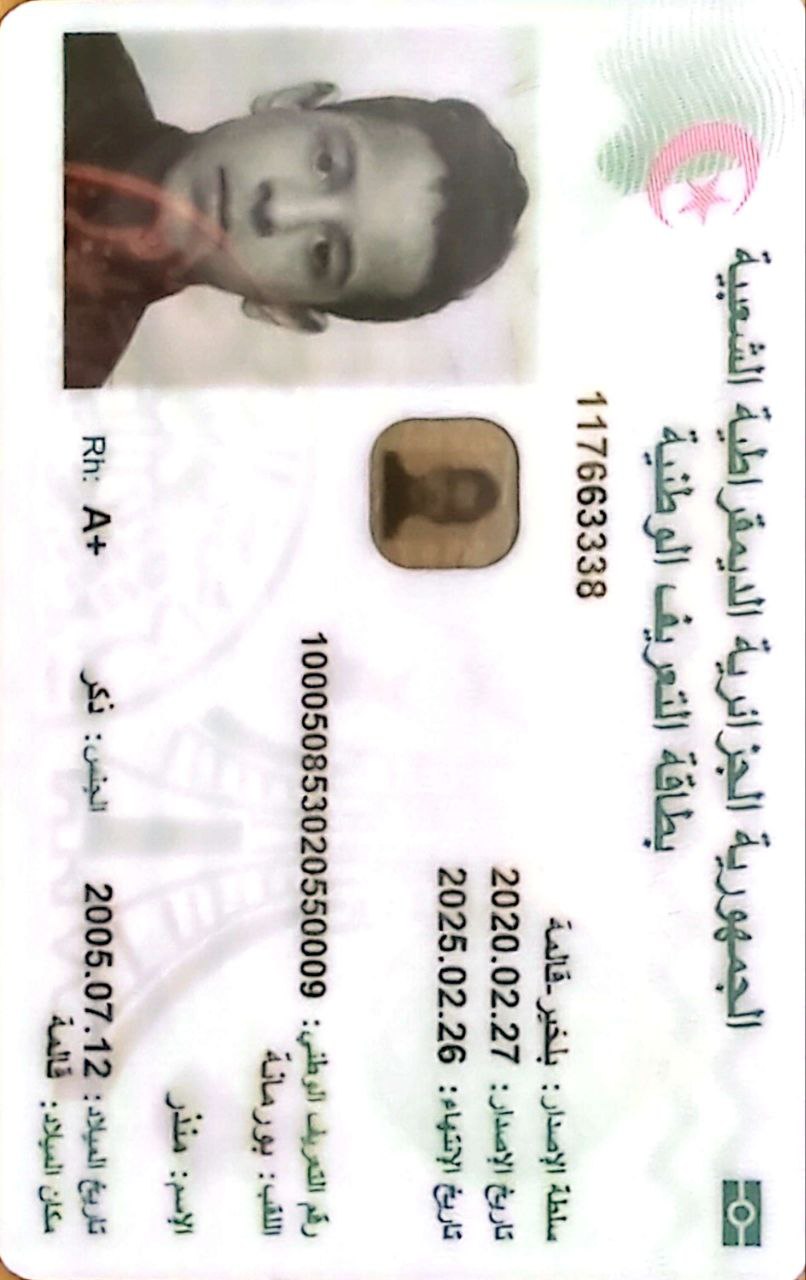 الجمهورية الجزائرية الديمقراطية الشعبية
بطاقة التعريف الوطنية
117663338
سلطة الإصدار: بلخير-قالمة
تاريخ الإصدار: 2020.02.27
تاريخ الإنتهاء: 2025.02.26
رقم التعريف الوطني: 100050853020550009
اللقب: بورمانة
الإسم: منذر
تاريخ الميلاد: 2005.07.12 الجنس: ذكر Rh: A+
مكان الميلاد: قالمة